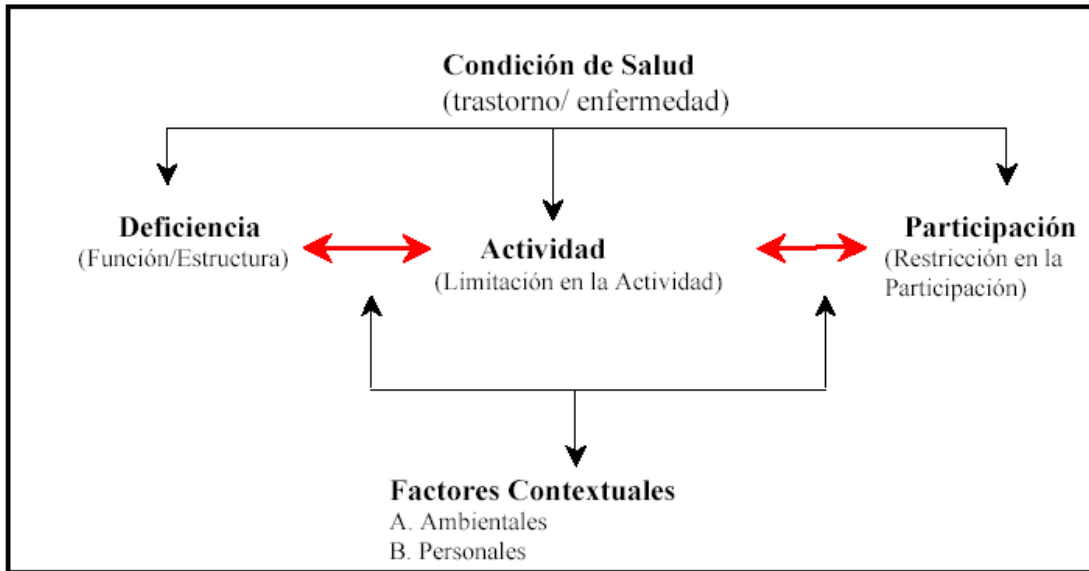 Condición de Salud
(trastorno/ enfermedad)
Deficiencia
(Función/Estructura)
Actividad
(Limitación en la Actividad)
Participación
(Restricción en la
Participación)
Factores Contextuales
A. Ambientales
B. Personales